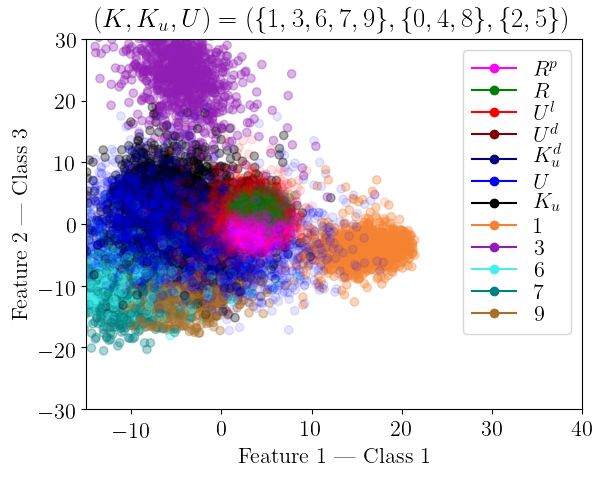 (K, K_u, U) = ({1, 3, 6, 7, 9}, {0, 4, 8}, {2, 5})
30
20
10
0
−10
−20
−30
Feature 2 — Class 3
R^p
R
U^l
U^d
K_u^d
U
K_u
1
3
6
7
9
−10
0
10
20
30
40
Feature 1 — Class 1